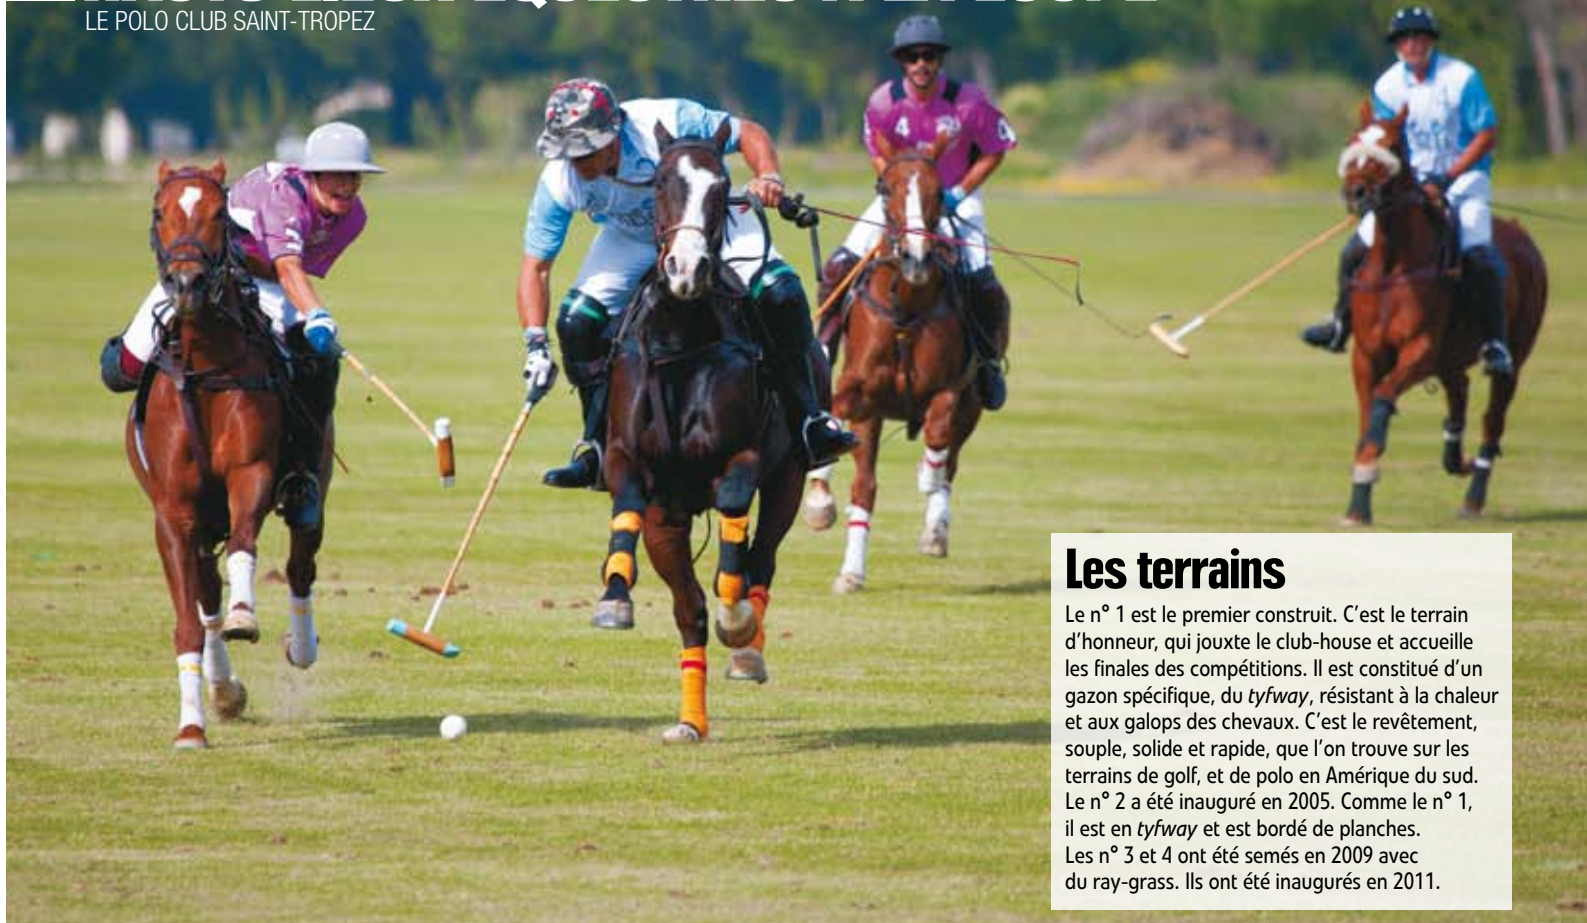 LE POLO CLUB SAINT-TROPEZ
4
Les terrains
Le n° 1 est le premier construit. C’est le terrain
d’honneur, qui jouxte le club-house et accueille
les finales des compétitions. Il est constitué d’un
gazon spécifique, du tyfway, résistant à la chaleur
et aux galops des chevaux. C’est le revêtement,
souple, solide et rapide, que l’on trouve sur les
terrains de golf, et de polo en Amérique du sud.
Le n° 2 a été inauguré en 2005. Comme le n° 1,
il est en tyfway et est bordé de planches.
Les n° 3 et 4 ont été semés en 2009 avec
du ray-grass. Ils ont été inaugurés en 2011.